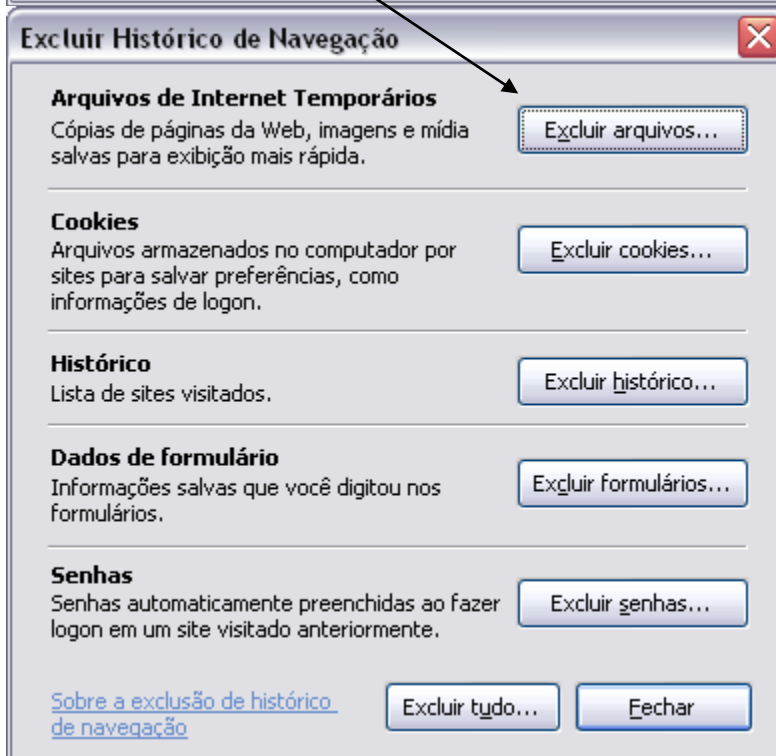 Excluir Histórico de Navegação
Arquivos de Internet Temporários
Cópias de páginas da Web, imagens e mídia
salvas para exibição mais rápida.
Excluir arquivos...
Cookies
Arquivos armazenados no computador por
sites para salvar preferências, como
informações de logon.
Excluir cookies...
Histórico
Lista de sites visitados.
Excluir histórico...
Dados de formulário
Informações salvas que você digitou nos
formulários.
Excluir formulários...
Senhas
Senhas automaticamente preenchidas ao fazer
logon em um site visitado anteriormente.
Excluir senhas...
Sobre a exclusão de histórico
de navegação
Excluir tudo...
Fechar